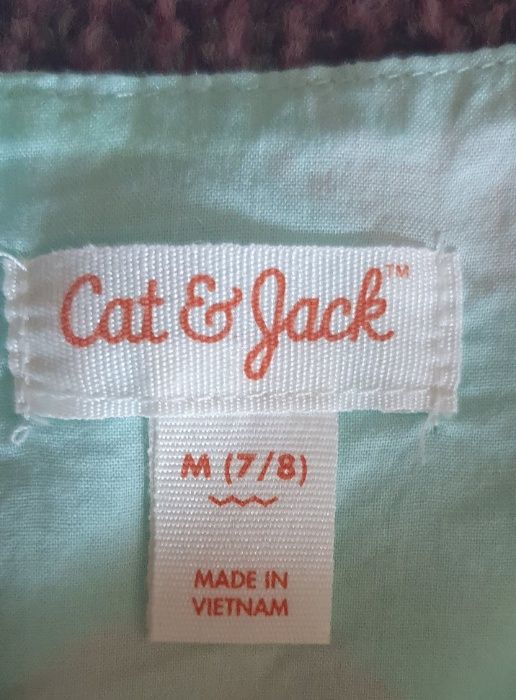 Cat & Jack™
M (7/8)
MADE IN
VIETNAM